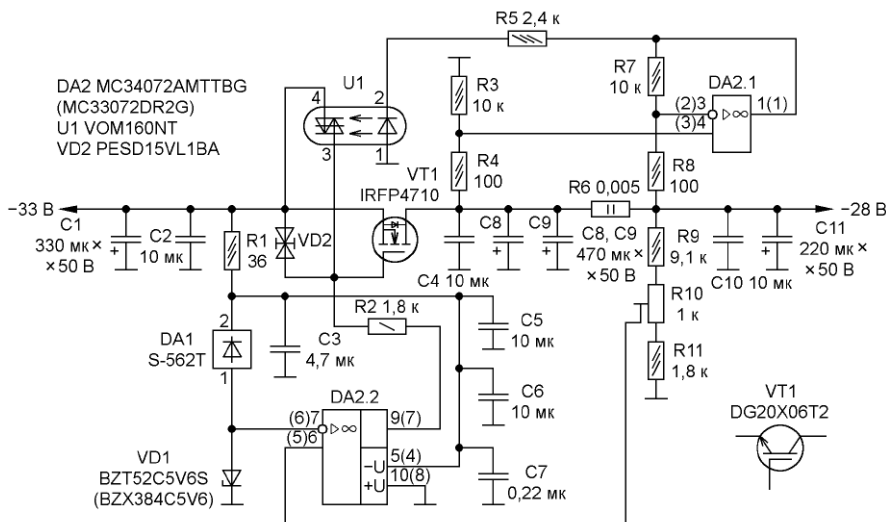 R5 2,4 к
DA2 MC34072AMTTBG
(MC33072DR2G)
U1 VOM160NT
VD2 PESD15VL1BA
U1
4
2
3
1
R3
10 к
R7
10 к
DA2.1
(2)3
(3)4
▷∞
1(1)
VT1
IRFP4710
R4
100
R8
100
R6 0,005
−33 В
−28 В
C1
330 мк×
×50 В
+
C2
10 мк
R1
36
VD2
C4 10 мк
C8
+
C9
+
C8, C9
470 мк×
×50 В
R9
9,1 к
C10
10 мк
+
C11
220 мк×
×50 В
R10
1 к
R11
1,8 к
R2 1,8 к
DA1
S-562T
2
1
C3
4,7 мк
C5
10 мк
C6
10 мк
C7
0,22 мк
DA2.2
(6)7
(5)6
▷∞
9(7)
−U
5(4)
+U
10(8)
VD1
BZT52C5V6S
(BZX384C5V6)
VT1
DG20X06T2